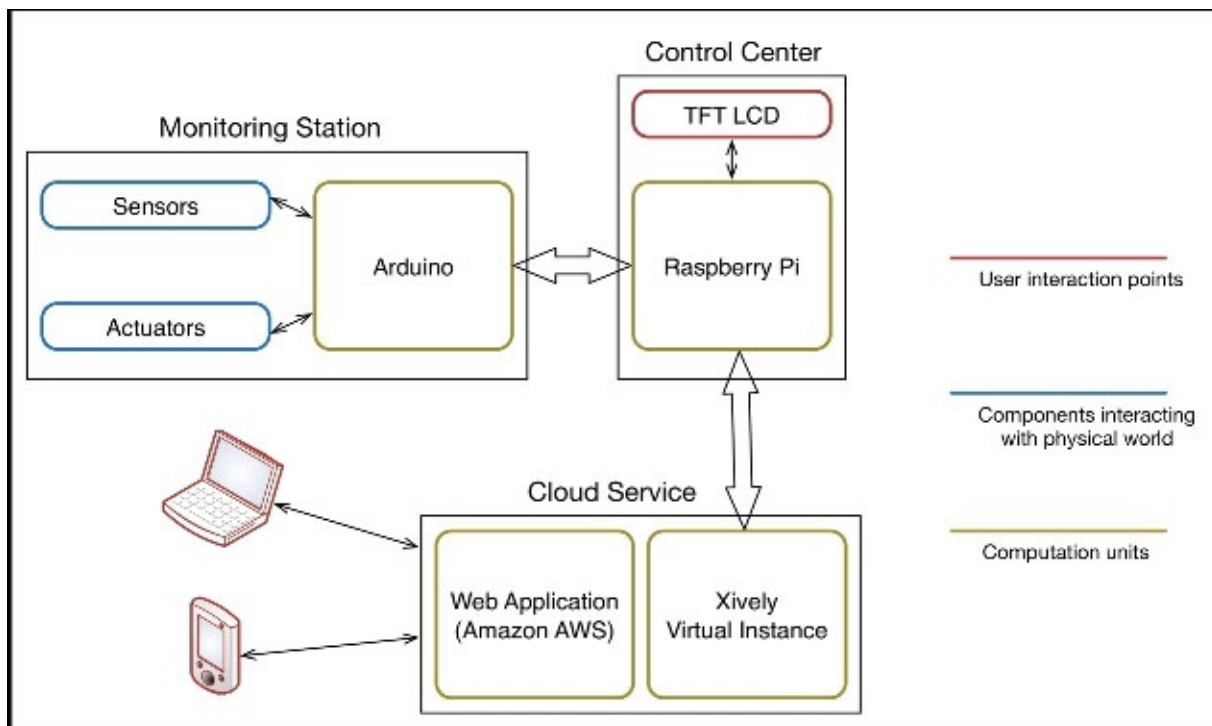 Control Center
TFT LCD
Monitoring Station
Sensors
Arduino
Raspberry Pi
Actuators
User interaction points
Components interacting
with physical world
Cloud Service
Web Application
(Amazon AWS)
Xively
Virtual Instance
Computation units